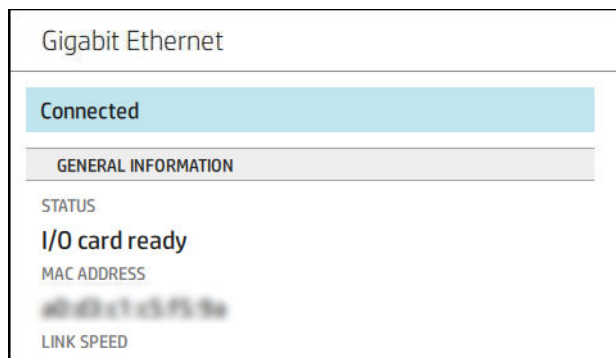 Gigabit Ethernet
Connected
GENERAL INFORMATION
STATUS
I/O card ready
MAC ADDRESS
LINK SPEED